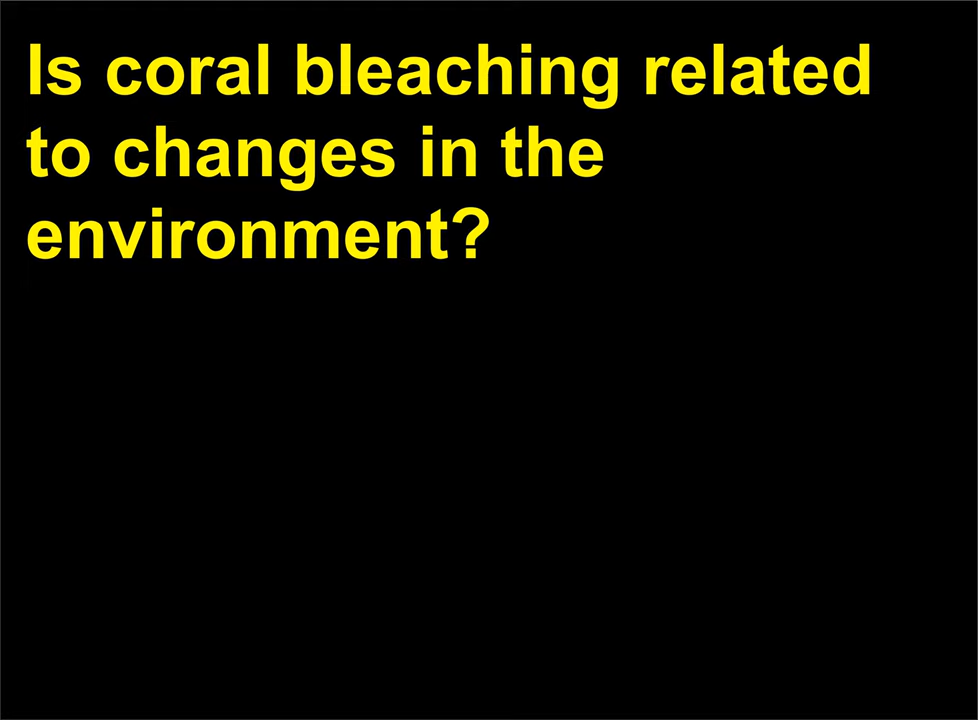 Is coral bleaching related
to changes in the
environment?